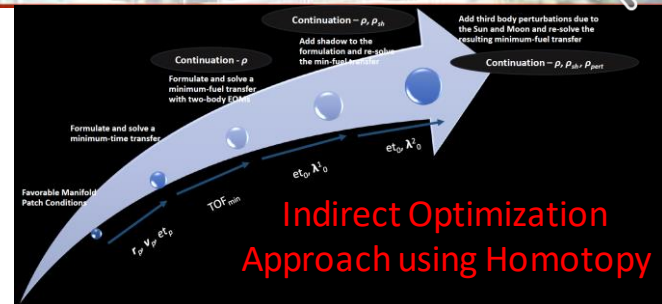 Continuation – ρ, ρsh
Add shadow to the
formulation and re-solve
the min-fuel transfer
Add third body perturbations due to
the Sun and Moon and re-solve the
resulting minimum-fuel transfer
Continuation – ρ, ρsh, ρpert
Continuation - ρ
Formulate and solve a
minimum-fuel transfer
with two-body EOMs
Formulate and solve a
minimum-time transfer
Favorable Manifold
Patch Conditions
rp, vp, etp
TOFmin
et0, λ¹0
et0, λ²0
Indirect Optimization
Approach using Homotopy